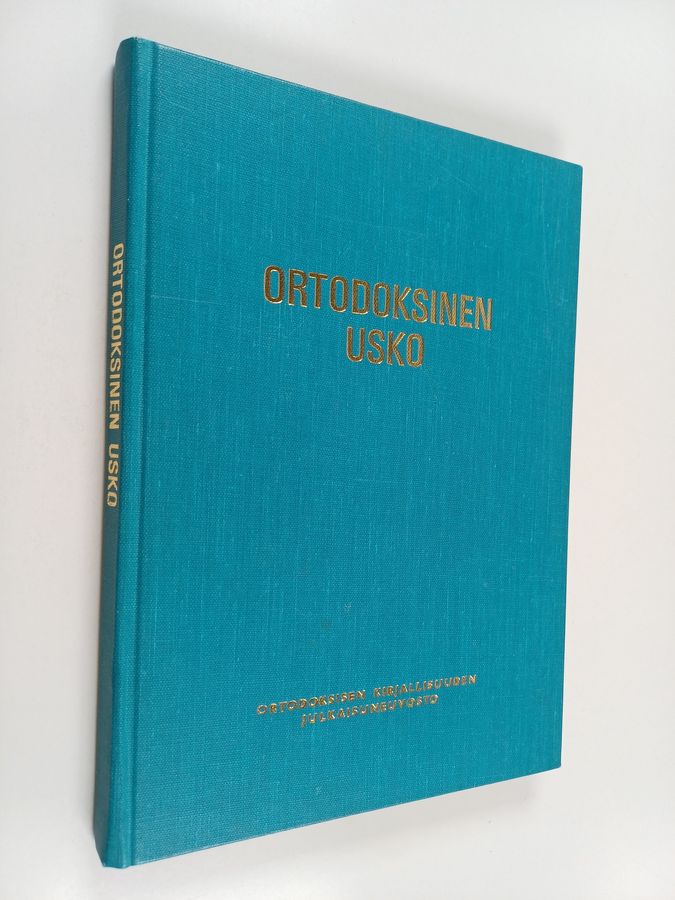 ORTODOKSINEN USKO
ORTODOKSINEN
USKO
ORTODOKSISEN KIRJALLISUUDEN
JULKAISUNEUVOSTO